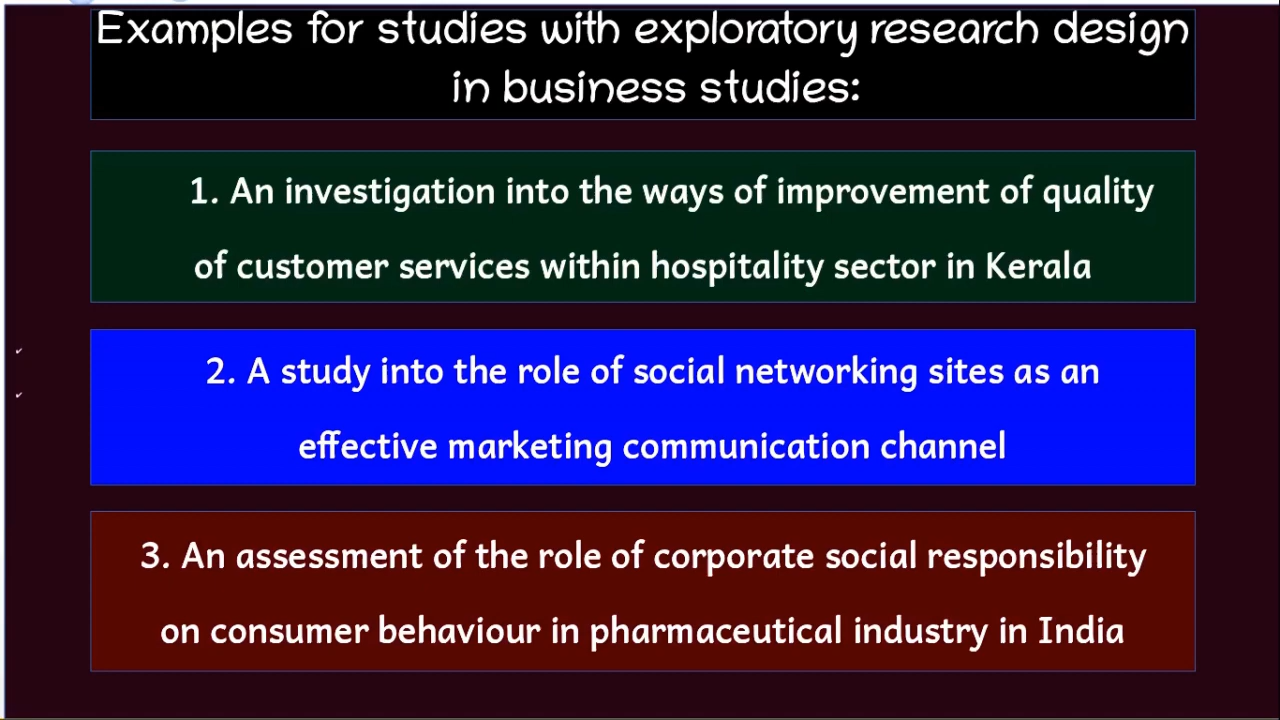 Examples for studies with exploratory research design
in business studies:
1. An investigation into the ways of improvement of quality
of customer services within hospitality sector in Kerala
2. A study into the role of social networking sites as an
effective marketing communication channel
3. An assessment of the role of corporate social responsibility
on consumer behaviour in pharmaceutical industry in India